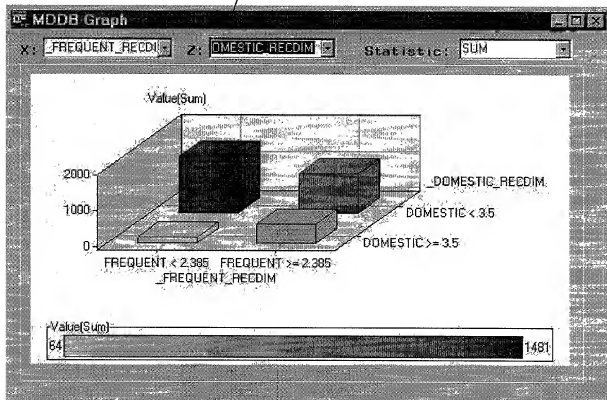 MDDB Graph
X: _FREQUENT_RECDI Z: OMESTIC_RECDIM Statistic: SUM
Value(Sum)
2000
1000
0
_DOMESTIC_RECDIM
DOMESTIC < 3.5
DOMESTIC >= 3.5
FREQUENT < 2.385 FREQUENT >= 2.385
_FREQUENT_RECDIM
Value(Sum)
64 1481